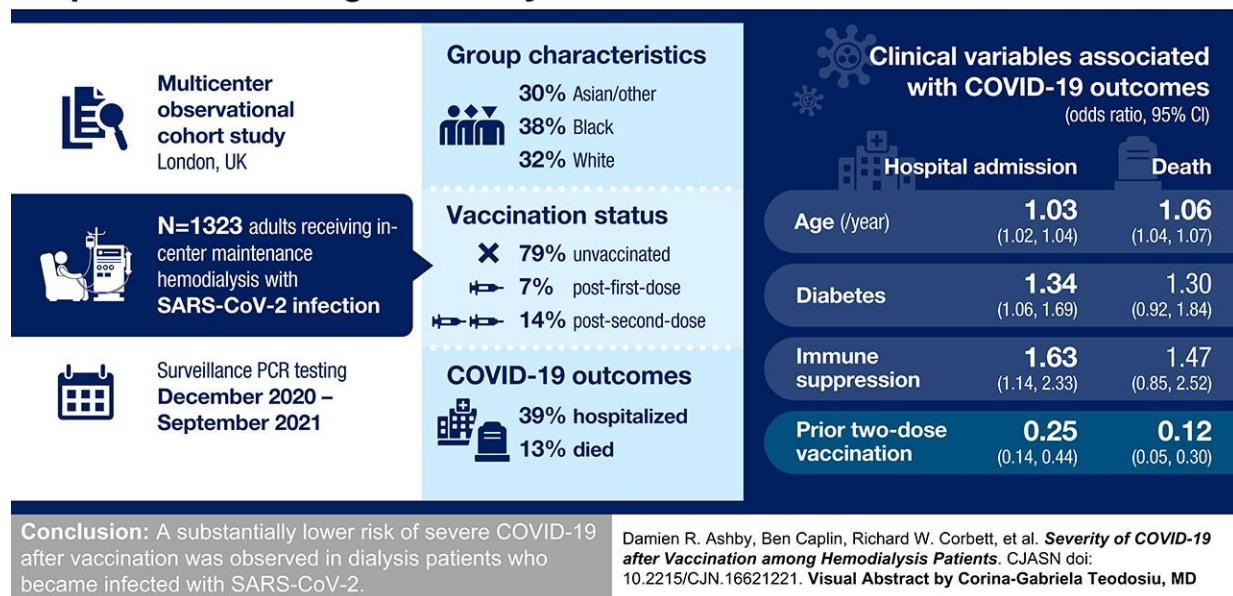 Multicenter
observational
cohort study
London, UK
N=1323 adults receiving in-
center maintenance
hemodialysis with
SARS-CoV-2 infection
Surveillance PCR testing
December 2020 –
September 2021
Group characteristics
30% Asian/other
38% Black
32% White
Vaccination status
79% unvaccinated
7% post-first-dose
14% post-second-dose
COVID-19 outcomes
39% hospitalized
13% died
Clinical variables associated
with COVID-19 outcomes
(odds ratio, 95% CI)
Hospital admission Death
Age (/year) 1.03 1.06
(1.02, 1.04) (1.04, 1.07)
Diabetes 1.34 1.30
(1.06, 1.69) (0.92, 1.84)
Immune
suppression 1.63 1.47
(1.14, 2.33) (0.85, 2.52)
Prior two-dose
vaccination 0.25 0.12
(0.14, 0.44) (0.05, 0.30)
Conclusion: A substantially lower risk of severe COVID-19
after vaccination was observed in dialysis patients who
became infected with SARS-CoV-2.
Damien R. Ashby, Ben Caplin, Richard W. Corbett, et al. Severity of COVID-19
after Vaccination among Hemodialysis Patients. CJASN doi:
10.2215/CJN.16621221. Visual Abstract by Corina-Gabriela Teodosiu, MD